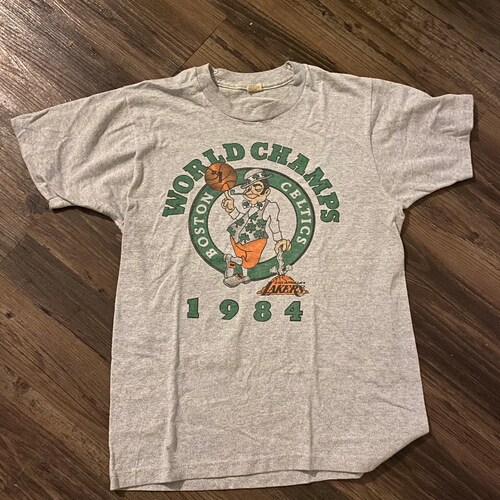 WORLD CHAMPS
BOSTON CELTICS
LAKERS
1984